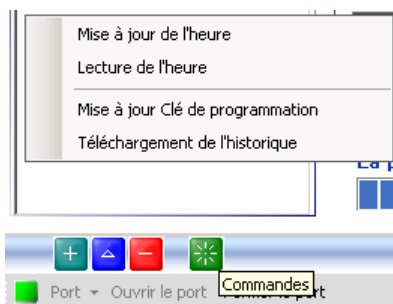 Mise à jour de l'heure
Lecture de l'heure
Mise à jour Clé de programmation
Téléchargement de l'historique
La p
Port Ouvrir le port port
Commandes